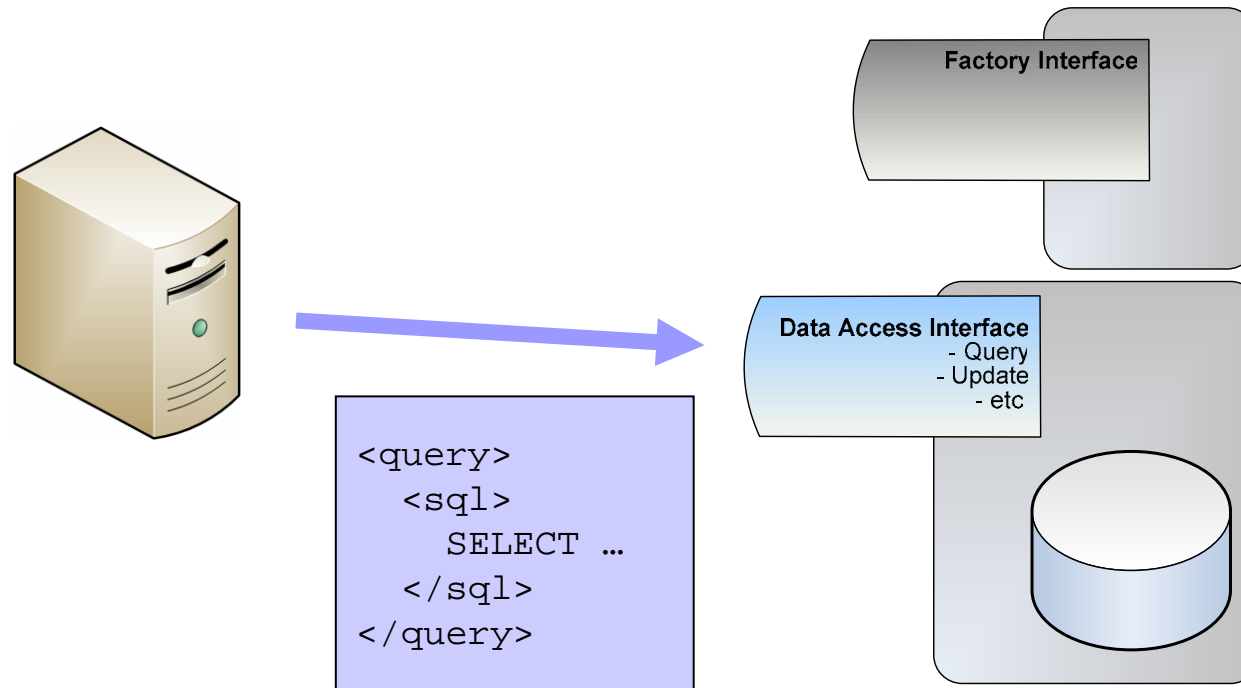 Factory Interface
Data Access Interface
- Query
- Update
- etc
<query>
<sql>
SELECT …
</sql>
</query>